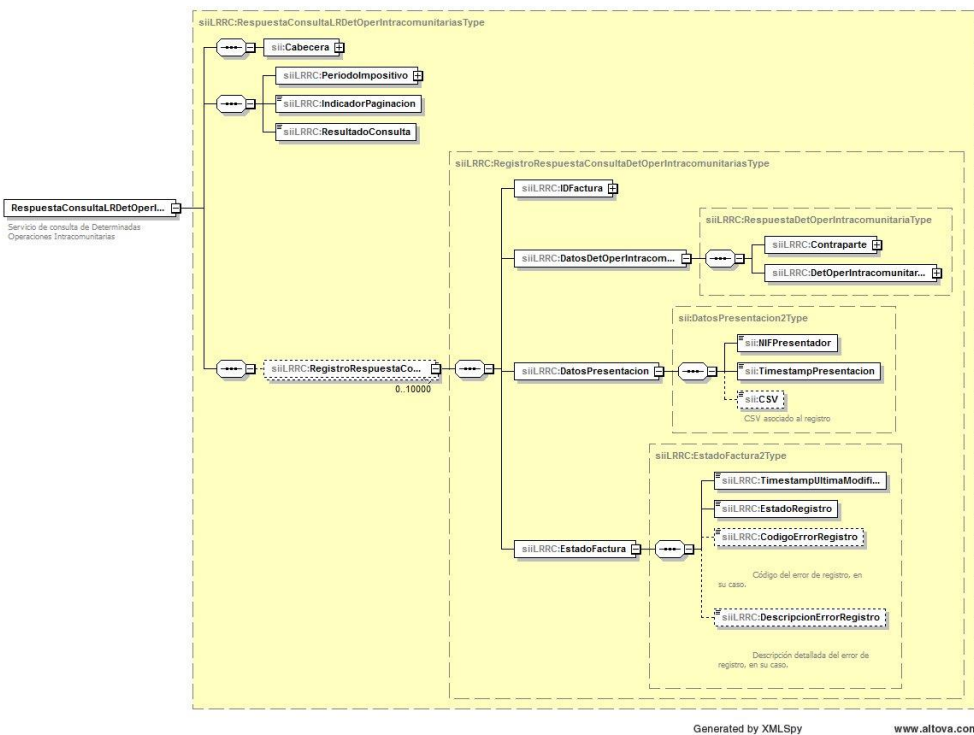 siiLRRC:RespuestaConsultaLRDetOperIntracomunitariasType
sii:Cabecera
siiLRRC:PeriodoImpositivo
siiLRRC:IndicadorPaginacion
siiLRRC:ResultadoConsulta
siiLRRC:RegistroRespuestaConsultaDetOperIntracomunitariasType
siiLRRC:IDFactura
RespuestaConsultaLRDetOperI...
Servicio de consulta de Determinadas
Operaciones Intracomunitarias
siiLRRC:RespuestaDetOperIntracomunitariaType
siiLRRC:Contraparte
siiLRRC:DatosDetOperIntracom...
siiLRRC:DetOperIntracomunitar...
sii:DatosPresentacion2Type
sii:NIFPresentador
siiLRRC:RegistroRespuestaCo...
0..10000
siiLRRC:DatosPresentacion
sii:TimestampPresentacion
sii:CSV
CSV asociado al registro
siiLRRC:EstadoFactura2Type
siiLRRC:TimestampUltimaModifi...
siiLRRC:EstadoRegistro
siiLRRC:CodigoErrorRegistro
siiLRRC:EstadoFactura
Código del error de registro, en
su caso.
siiLRRC:DescripcionErrorRegistro
Descripción detallada del error de
registro, en su caso.
Generated by XMLSpy
www.altova.com